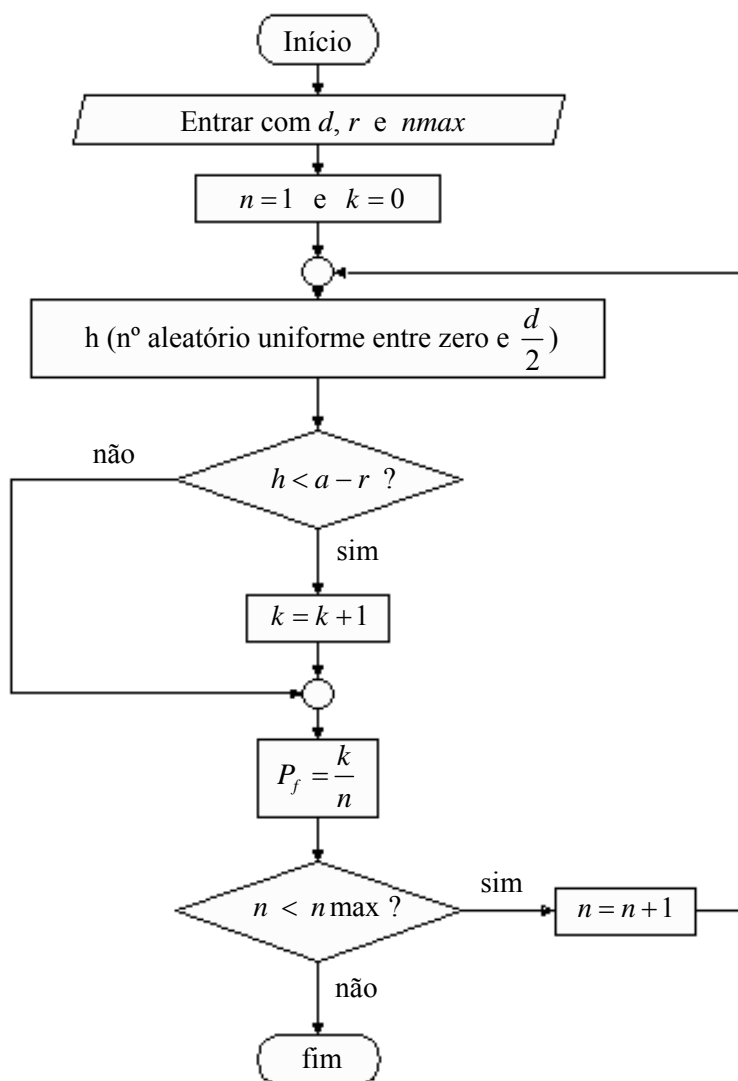 Início
Entrar com d, r e nmax
n = 1 e k = 0
h (nº aleatório uniforme entre zero e d/2)
não
h < a − r ?
sim
k = k + 1
P_f = k/n
n < n max ?
sim
n = n + 1
não
fim